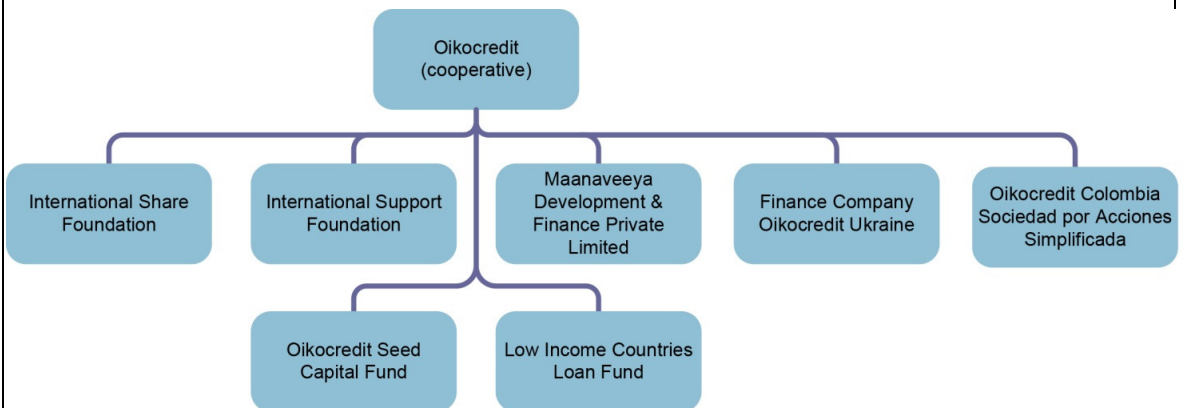 Oikocredit
(cooperative)
International Share
Foundation
International Support
Foundation
Maanaveeya
Development &
Finance Private
Limited
Finance Company
Oikocredit Ukraine
Oikocredit Colombia
Sociedad por Acciones
Simplificada
Oikocredit Seed
Capital Fund
Low Income Countries
Loan Fund